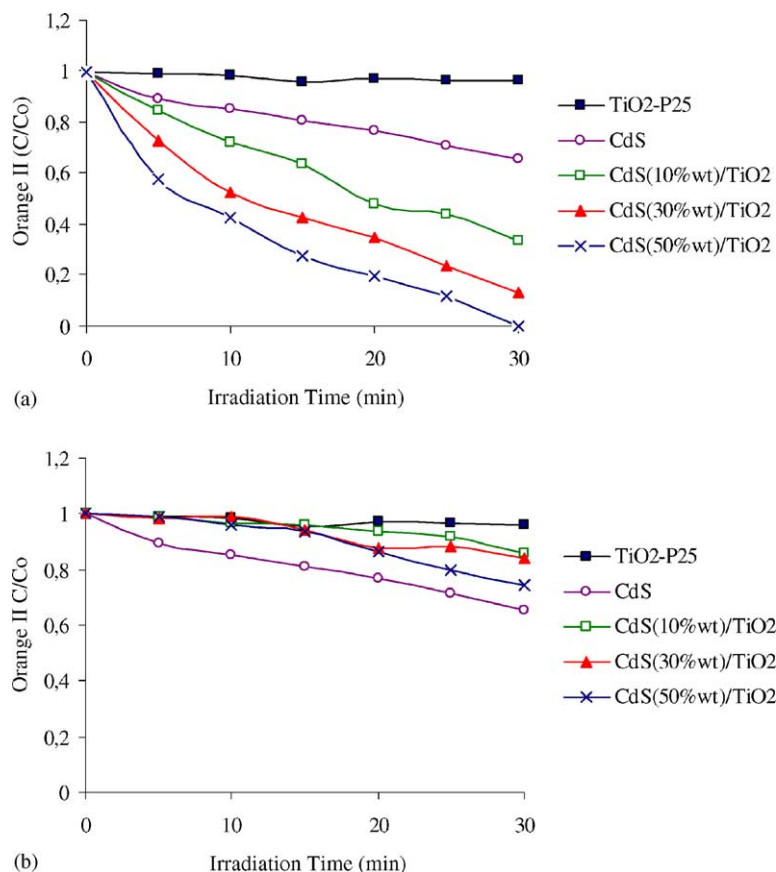 1,2
1
0,8
0,6
0,4
0,2
0
Orange II (C/Co)
0 10 20 30
Irradiation Time (min)
(a)
TiO2-P25
CdS
CdS(10%wt)/TiO2
CdS(30%wt)/TiO2
CdS(50%wt)/TiO2
1,2
1
0,8
0,6
0,4
0,2
0
Orange II C/Co
0 10 20 30
Irradiation Time (min)
(b)
TiO2-P25
CdS
CdS(10%wt)/TiO2
CdS(30%wt)/TiO2
CdS(50%wt)/TiO2